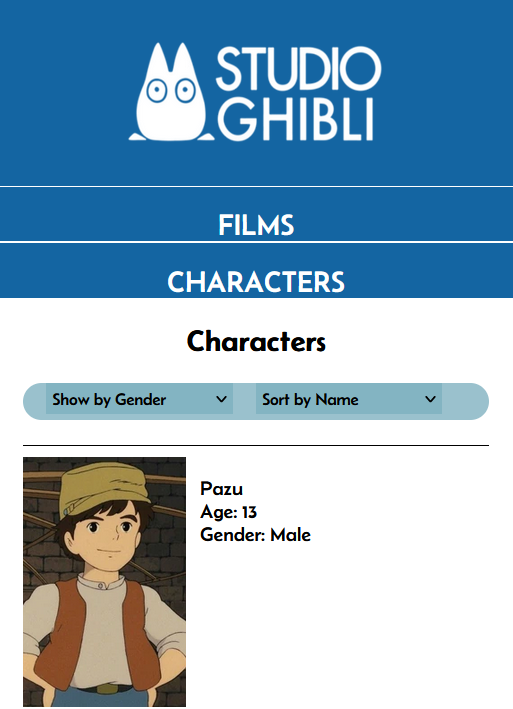 STUDIO
GHIBLI
FILMS
CHARACTERS
Characters
Show by Gender
Sort by Name
Pazu
Age: 13
Gender: Male